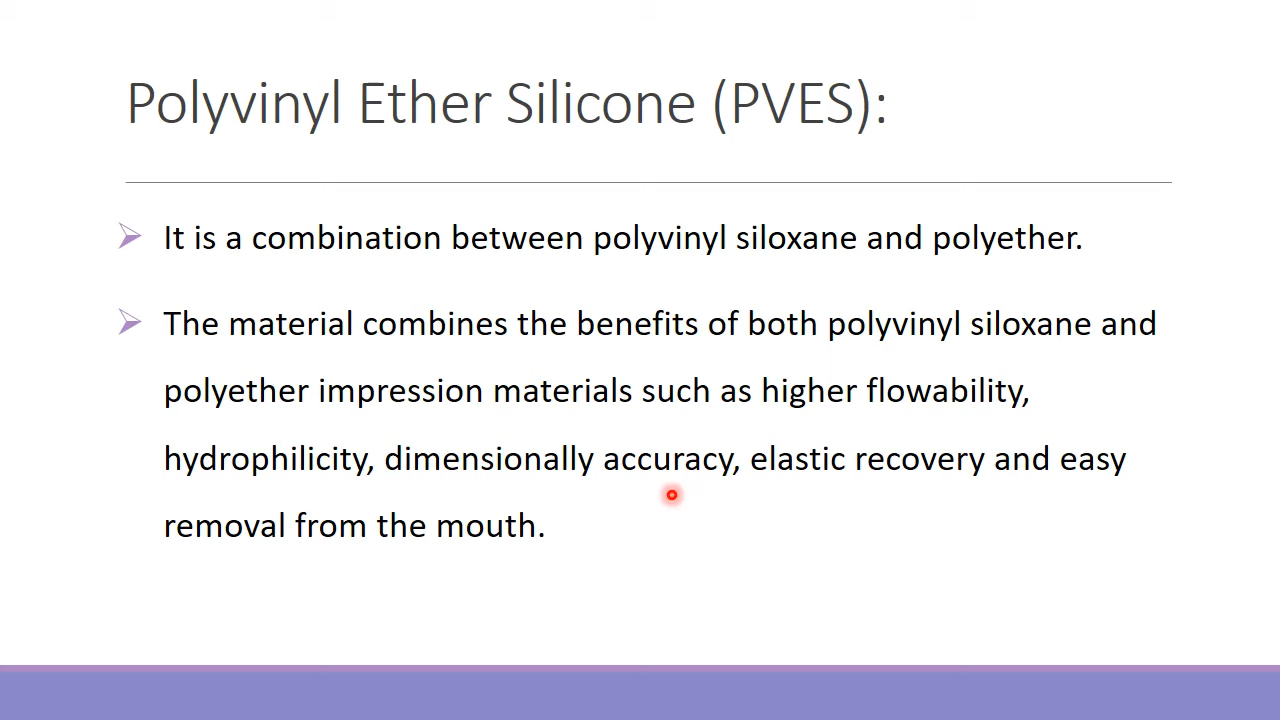 Polyvinyl Ether Silicone (PVES):
It is a combination between polyvinyl siloxane and polyether.
The material combines the benefits of both polyvinyl siloxane and
polyether impression materials such as higher flowability,
hydrophilicity, dimensionally accuracy, elastic recovery and easy
removal from the mouth.